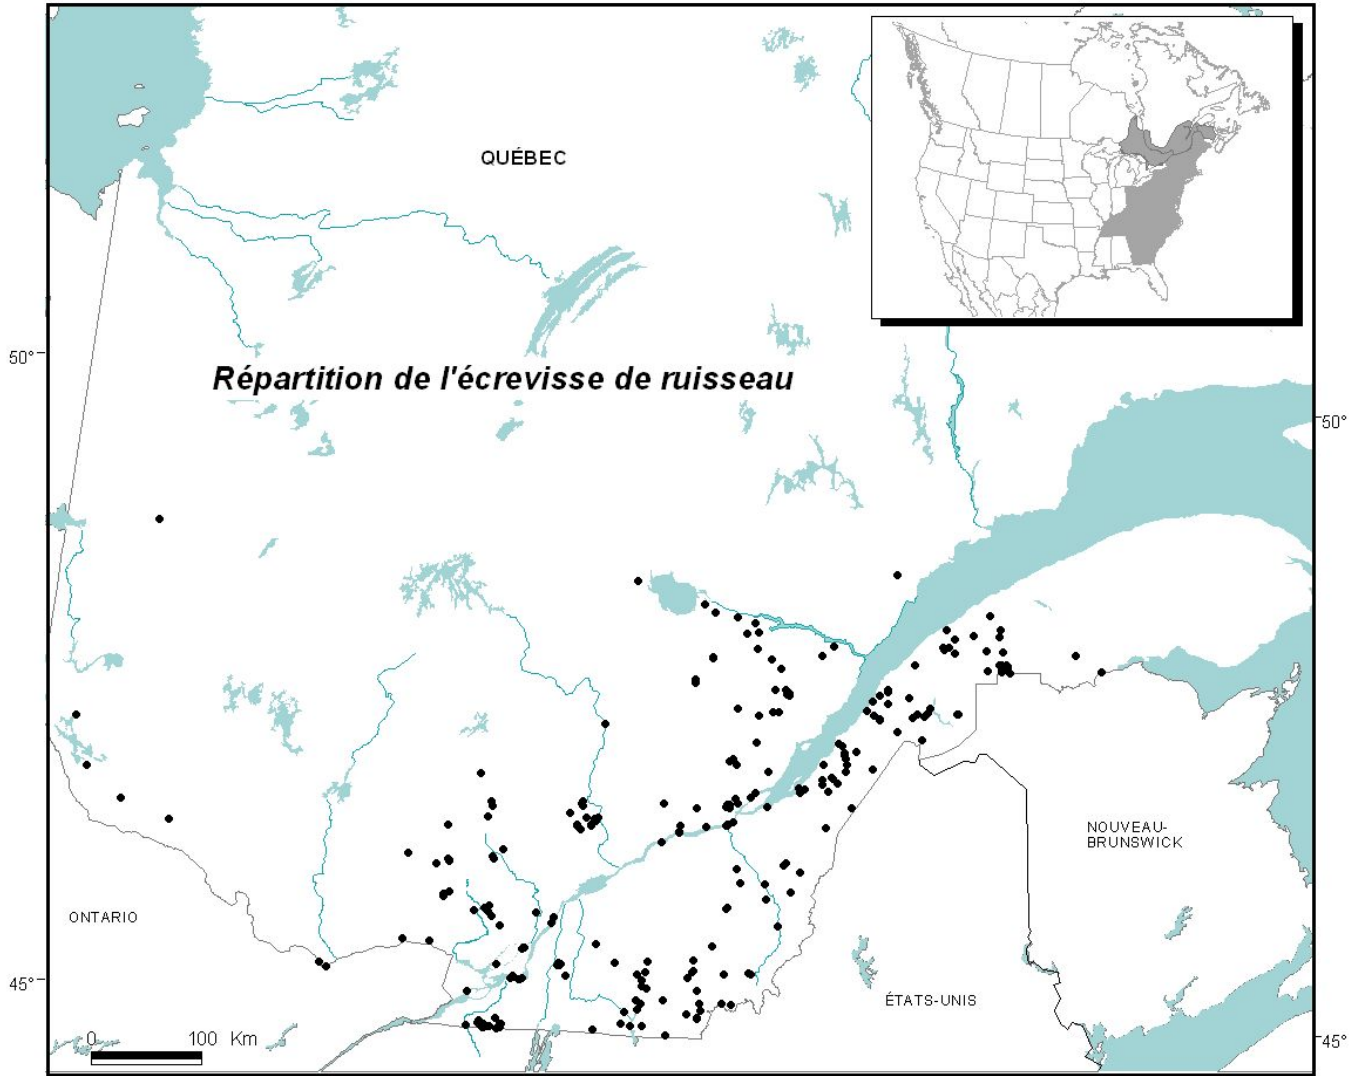 QUÉBEC
50°
Répartition de l'écrevisse de ruisseau
50°
NOUVEAU-
BRUNSWICK
ONTARIO
45°
ÉTATS-UNIS
0 100 Km
45°